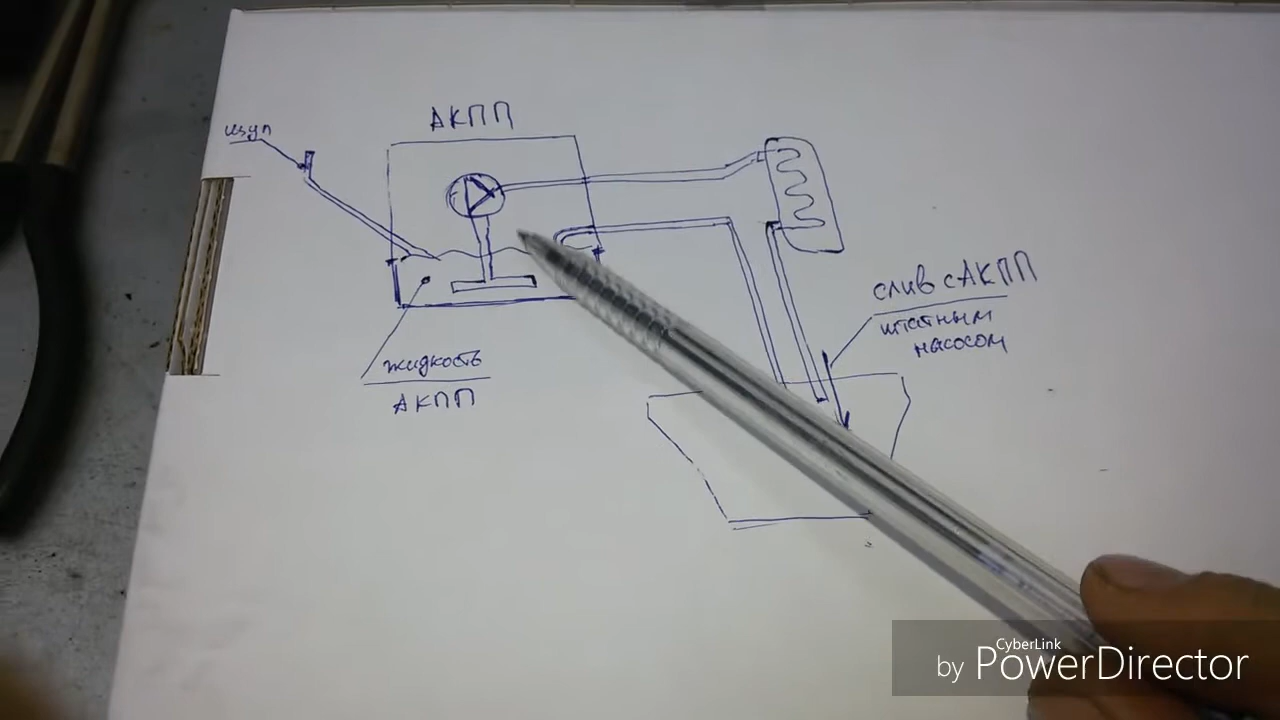 АКПП
щуп
слив с АКПП
штатным
насосом
жидкость
АКПП
CyberLink
by PowerDirector